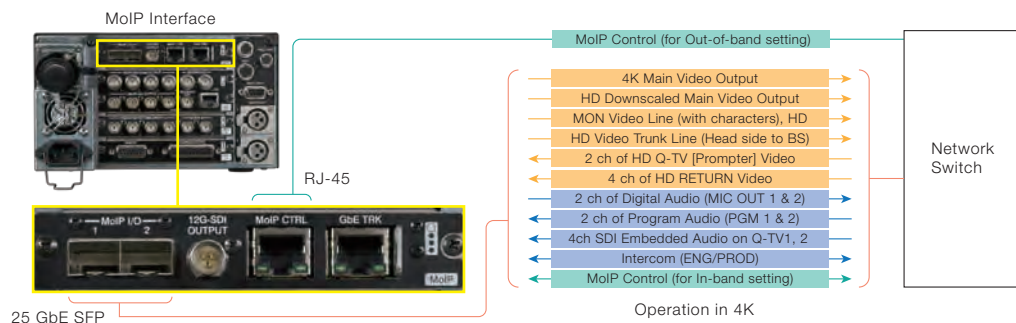 MoIP Interface
MoIP Control (for Out-of-band setting)
4K Main Video Output
HD Downscaled Main Video Output
MON Video Line (with characters), HD
HD Video Trunk Line (Head side to BS)
2 ch of HD Q-TV [Prompter] Video
4 ch of HD RETURN Video
2 ch of Digital Audio (MIC OUT 1 & 2)
2 ch of Program Audio (PGM 1 & 2)
4ch SDI Embedded Audio on Q-TV1, 2
Intercom (ENG/PROD)
MoIP Control (for In-band setting)
Operation in 4K
Network
Switch
RJ-45
MoIP I/O
1 2
12G-SDI
OUTPUT
MoIP CTRL
GbE TRK
MoIP
25 GbE SFP